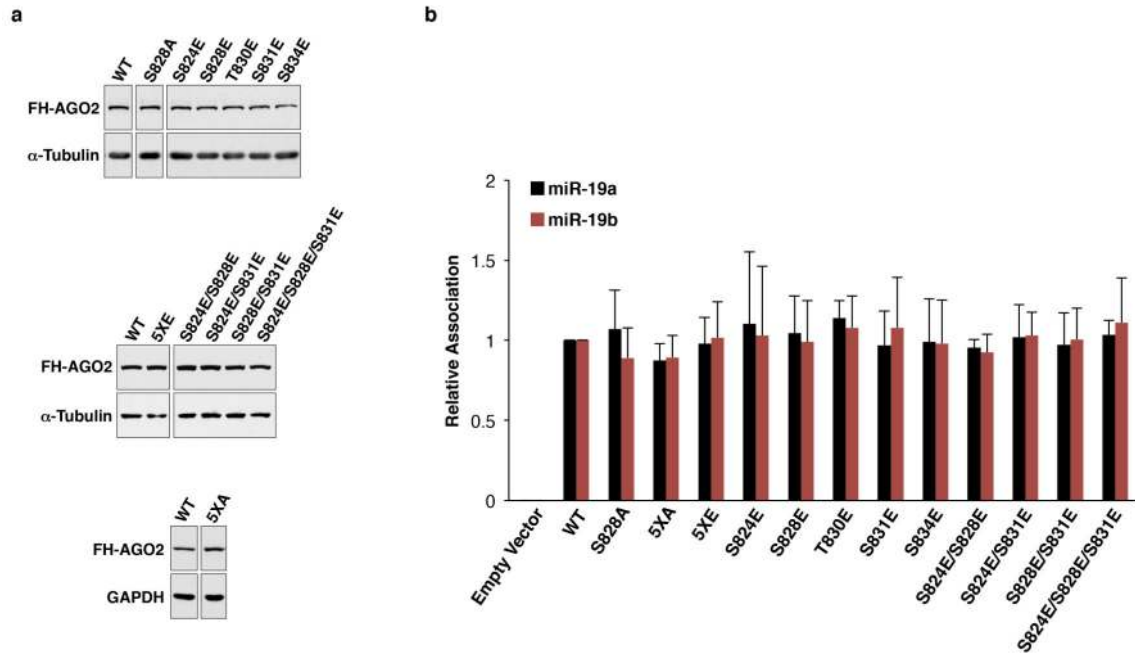 a
WT
S828A
S824E
S828E
T830E
S831E
S834E
FH-AGO2
α-Tubulin
WT
5XE
S824E/S828E
S824E/S831E
S828E/S831E
S824E/S828E/S831E
FH-AGO2
α-Tubulin
WT
5XA
FH-AGO2
GAPDH
b
miR-19a
miR-19b
Relative Association
2
1.5
1
0.5
0
Empty Vector
WT
S828A
5XA
5XE
S824E
S828E
T830E
S831E
S834E
S824E/S828E
S824E/S831E
S828E/S831E
S824E/S828E/S831E